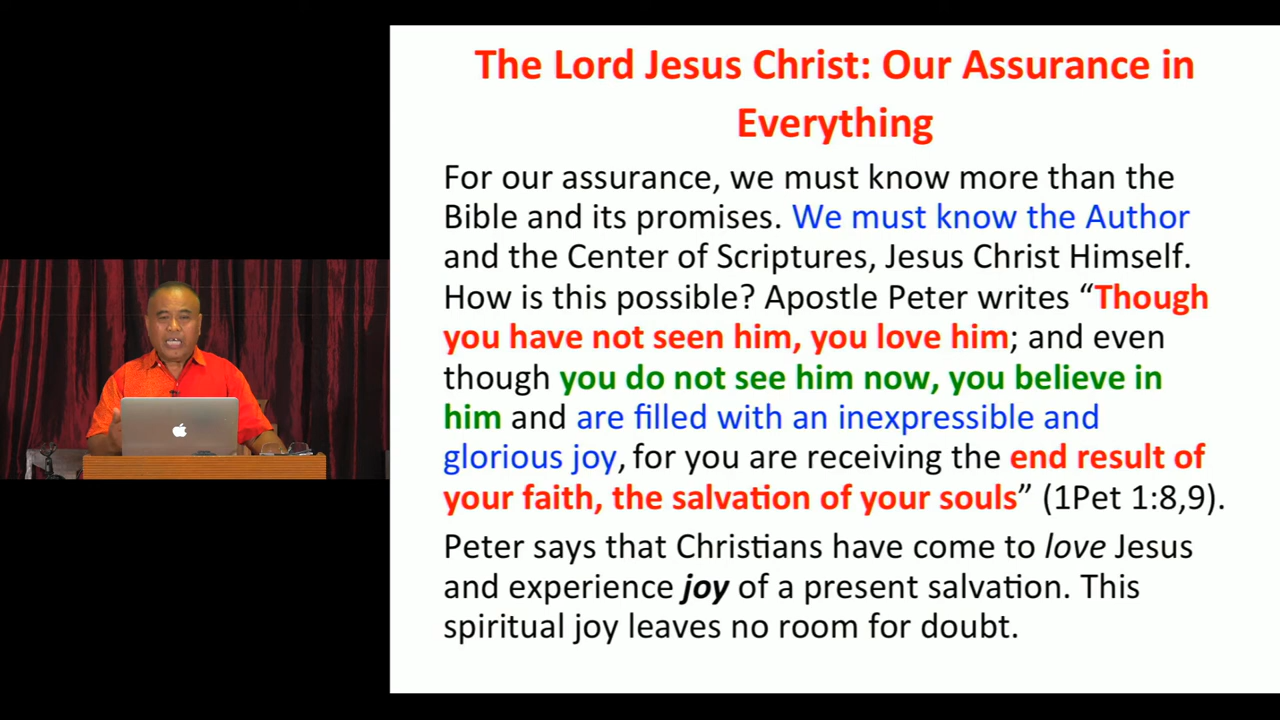 The Lord Jesus Christ: Our Assurance in
Everything
For our assurance, we must know more than the
Bible and its promises. We must know the Author
and the Center of Scriptures, Jesus Christ Himself.
How is this possible? Apostle Peter writes “Though
you have not seen him, you love him; and even
though you do not see him now, you believe in
him and are filled with an inexpressible and
glorious joy, for you are receiving the end result of
your faith, the salvation of your souls” (1Pet 1:8,9).
Peter says that Christians have come to love Jesus
and experience joy of a present salvation. This
spiritual joy leaves no room for doubt.